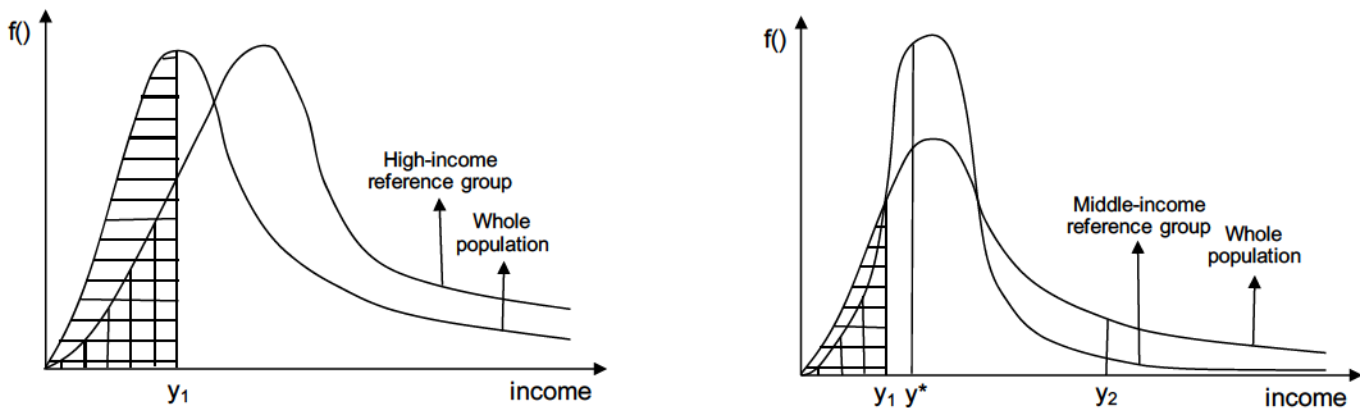 f()
High-income
reference group
Whole
population
y₁
income
f()
Middle-income
reference group
Whole
population
y₁ y* y₂
income